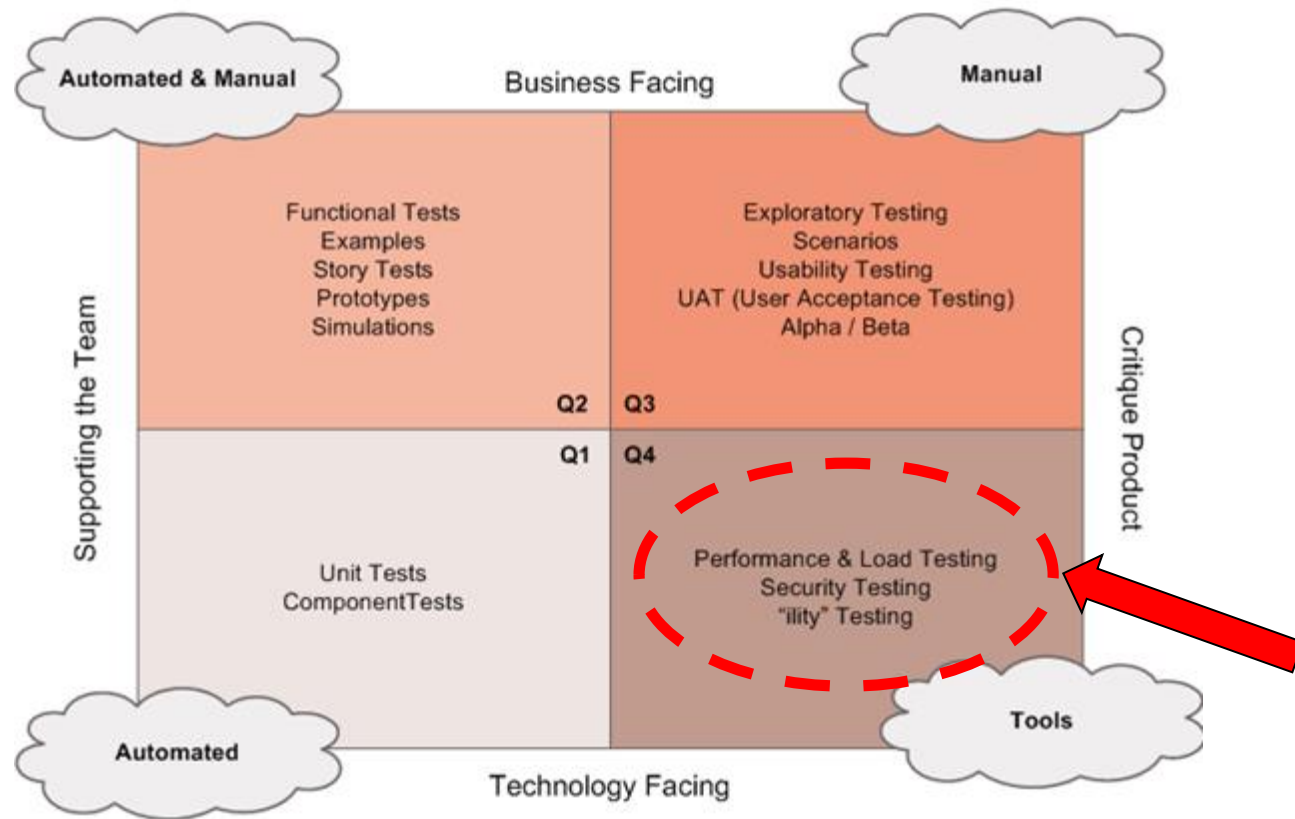 Automated & Manual
Business Facing
Manual
Functional Tests
Examples
Story Tests
Prototypes
Simulations
Exploratory Testing
Scenarios
Usability Testing
UAT (User Acceptance Testing)
Alpha / Beta
Supporting the Team
Critique Product
Q2
Q3
Q1
Q4
Unit Tests
ComponentTests
Performance & Load Testing
Security Testing
“ility” Testing
Automated
Tools
Technology Facing